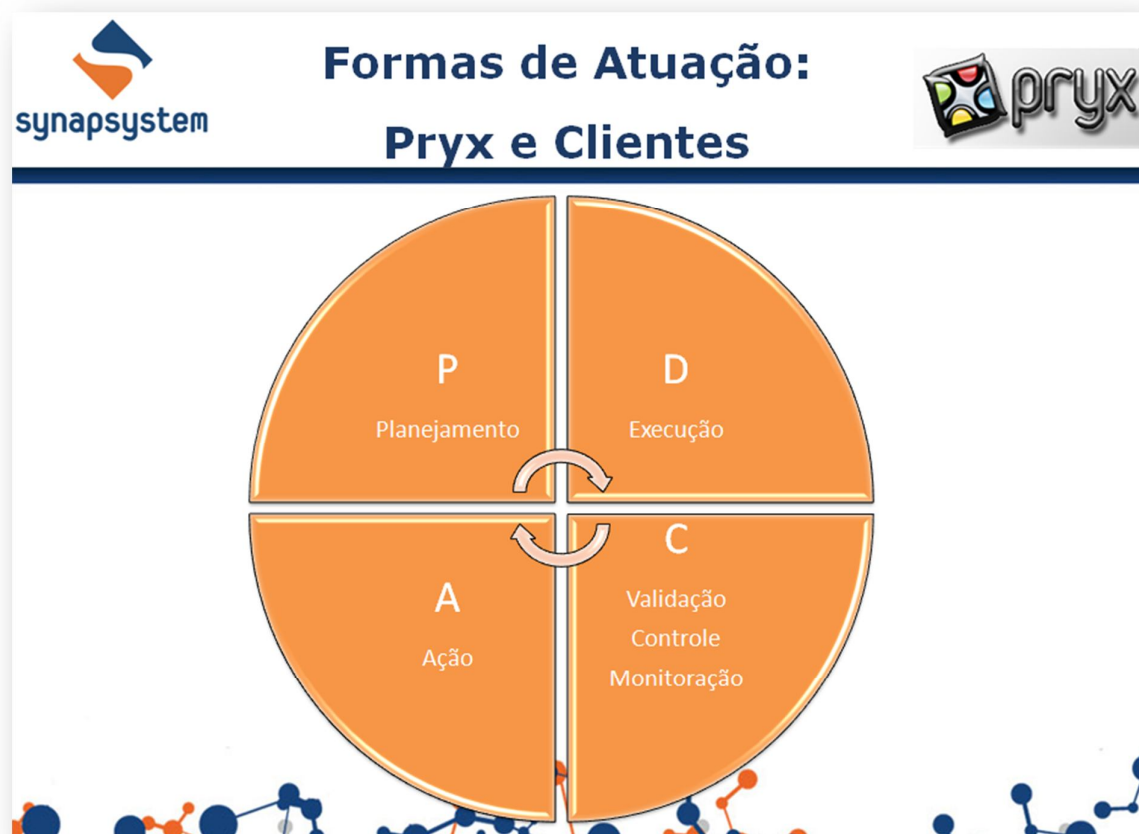 synapsystem
Formas de Atuação:
Pryx e Clientes
pryx
P
Planejamento
D
Execução
A
Ação
C
Validação
Controle
Monitoração